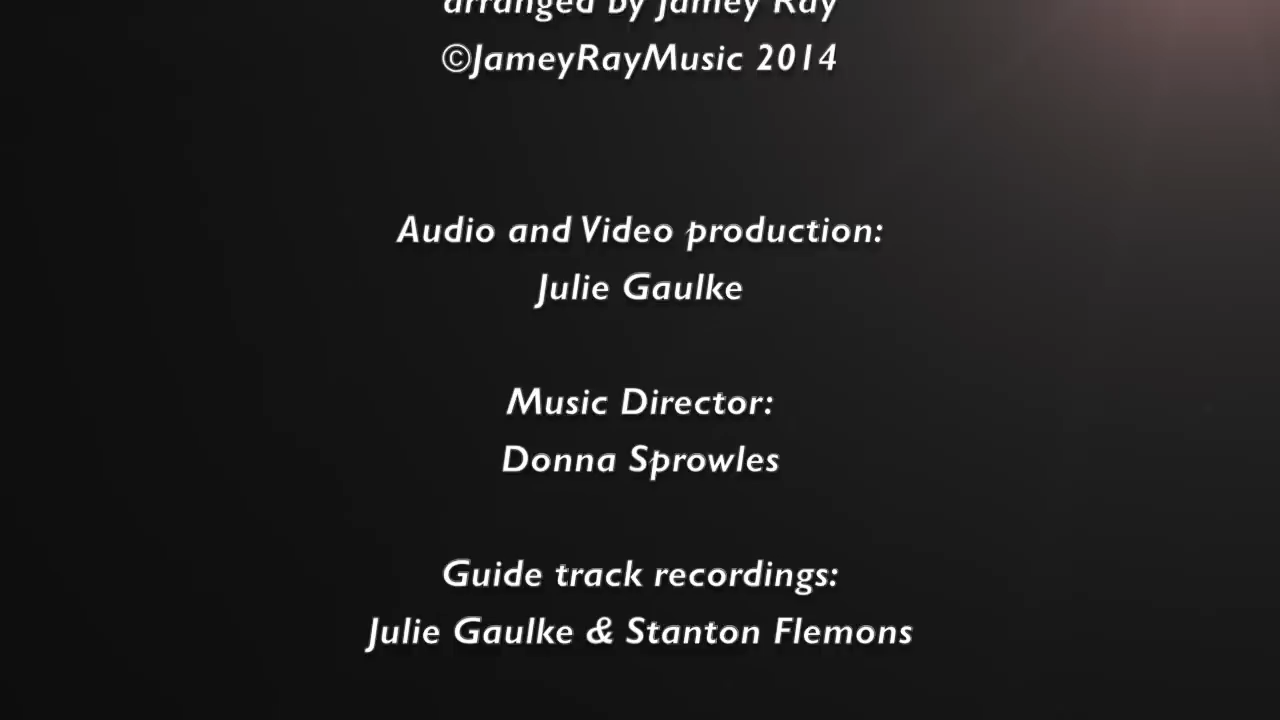 arranged by Jamey Ray
©JameyRayMusic 2014
Audio and Video production:
Julie Gaulke
Music Director:
Donna Sprowles
Guide track recordings:
Julie Gaulke & Stanton Flemons